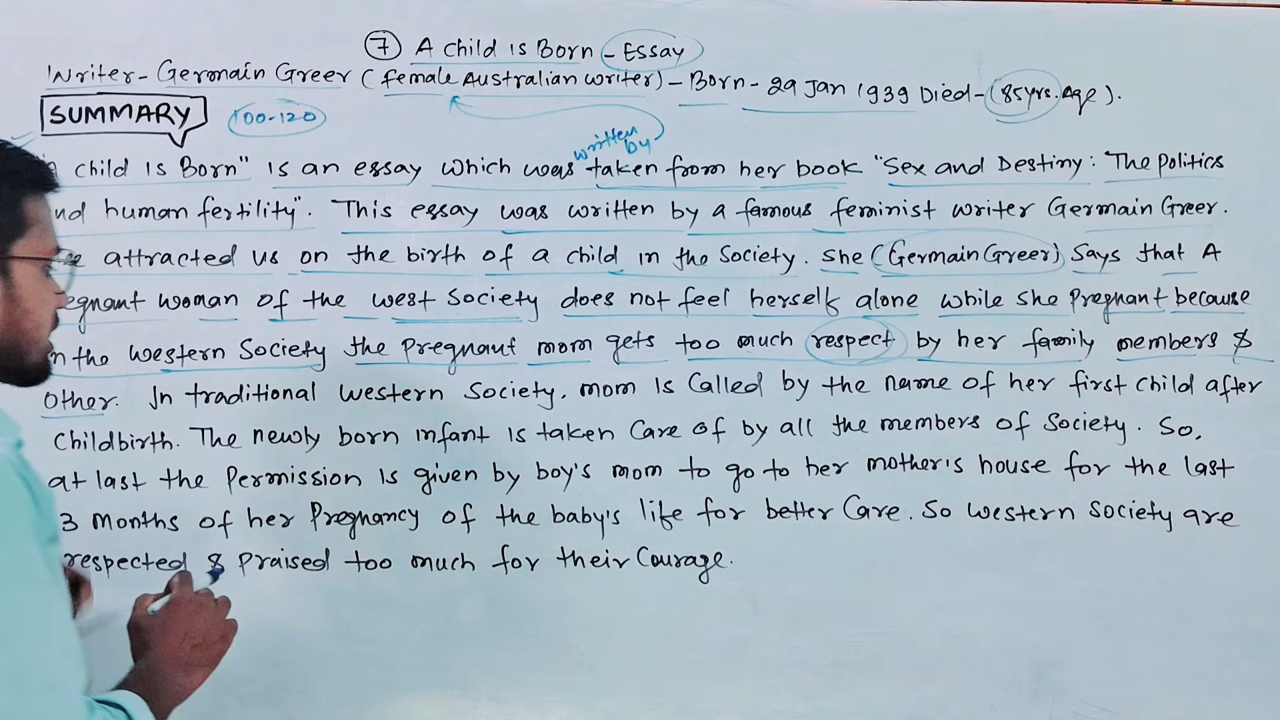 7 A Child is Born - Essay
Writer - Germain Greer (female Australian writer) - Born - 29 Jan 1939 Died - (85yrs. Age).
SUMMARY 100-120
written by
child is Born" is an essay which was taken from her book "Sex and Destiny: The Politics
nd human fertility". This essay was written by a famous feminist writer Germain Greer.
e attracted us on the birth of a child in the Society. She (Germain Greer) Says that A
egnant woman of the west Society does not feel herself alone while she Pregnant because
n the western Society the Pregnant mom gets too much respect by her family members &
other. In traditional western Society, mom is Called by the name of her first child after
Childbirth. The newly born infant is taken Care of by all the members of Society. So,
at last the Permission is given by boy's mom to go to her mother's house for the last
3 months of her Pregnancy of the baby's life for better Care. So western society are
respected & Praised too much for their Courage.